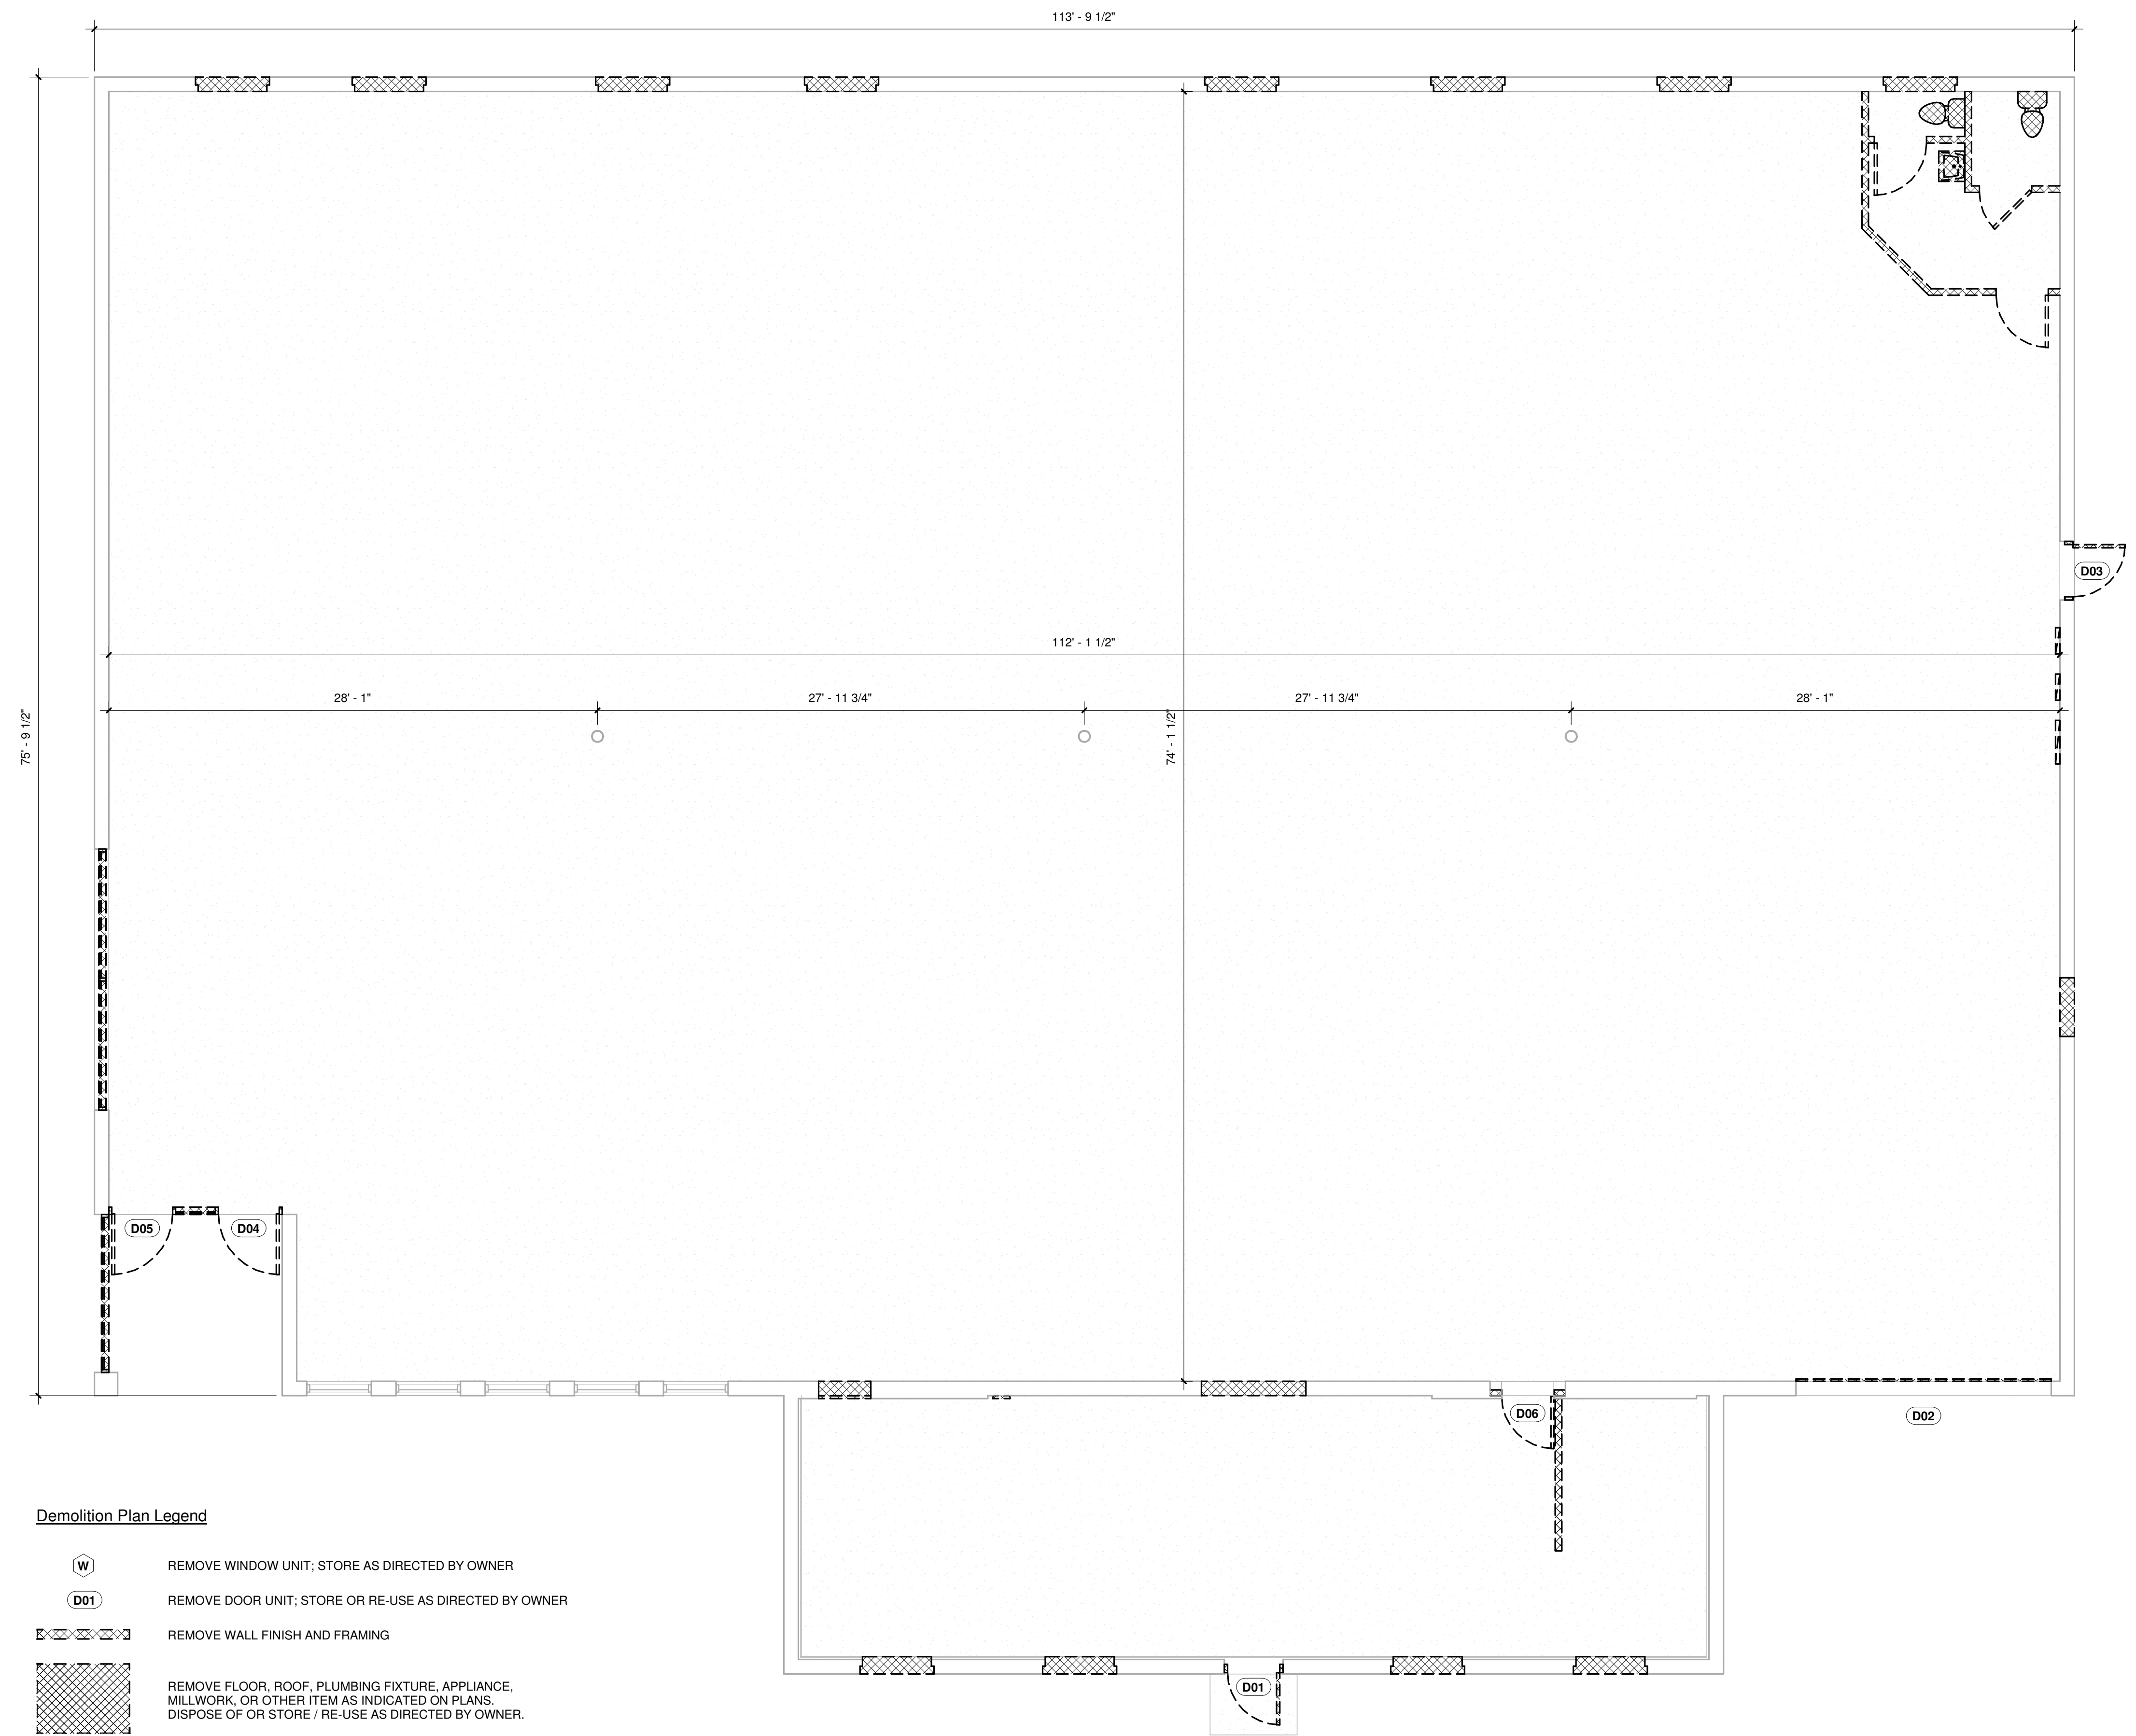 113' - 9 1/2"
D03
112' - 1 1/2"
28' - 1"
27' - 11 3/4"
27' - 11 3/4"
28' - 1"
75' - 9 1/2"
74' - 1 1/2"
D05
D04
D06
D02
Demolition Plan Legend
W
REMOVE WINDOW UNIT; STORE AS DIRECTED BY OWNER
D01
REMOVE DOOR UNIT; STORE OR RE-USE AS DIRECTED BY OWNER
REMOVE WALL FINISH AND FRAMING
REMOVE FLOOR, ROOF, PLUMBING FIXTURE, APPLIANCE,
MILLWORK, OR OTHER ITEM AS INDICATED ON PLANS.
DISPOSE OF OR STORE / RE-USE AS DIRECTED BY OWNER.
D01